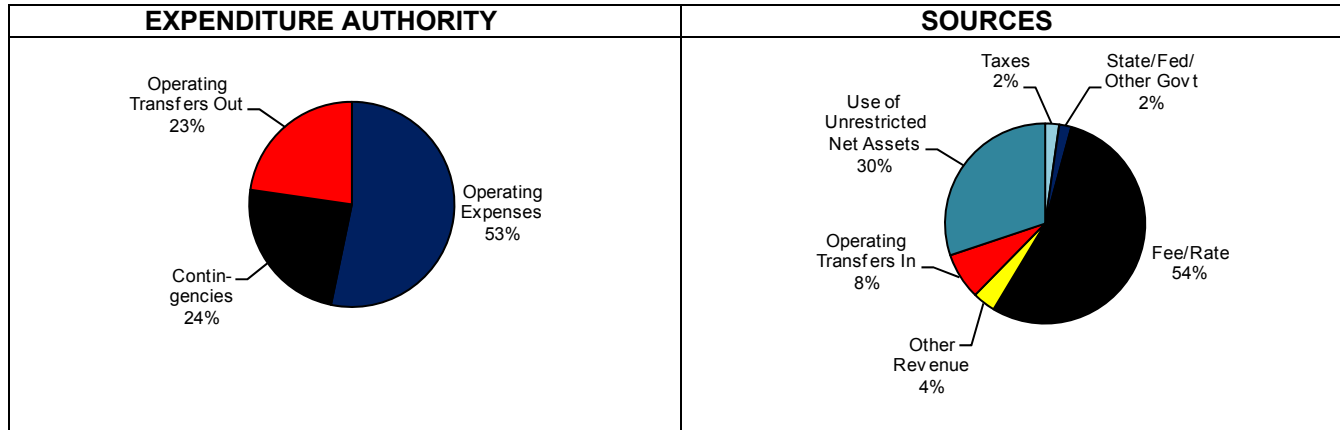 EXPENDITURE AUTHORITY
Operating
Transfers Out
23%
Operating
Expenses
53%
Contin-
gencies
24%
SOURCES
Taxes
2%
State/Fed/
Other Govt
2%
Use of
Unrestricted
Net Assets
30%
Operating
Transfers In
8%
Fee/Rate
54%
Other
Revenue
4%